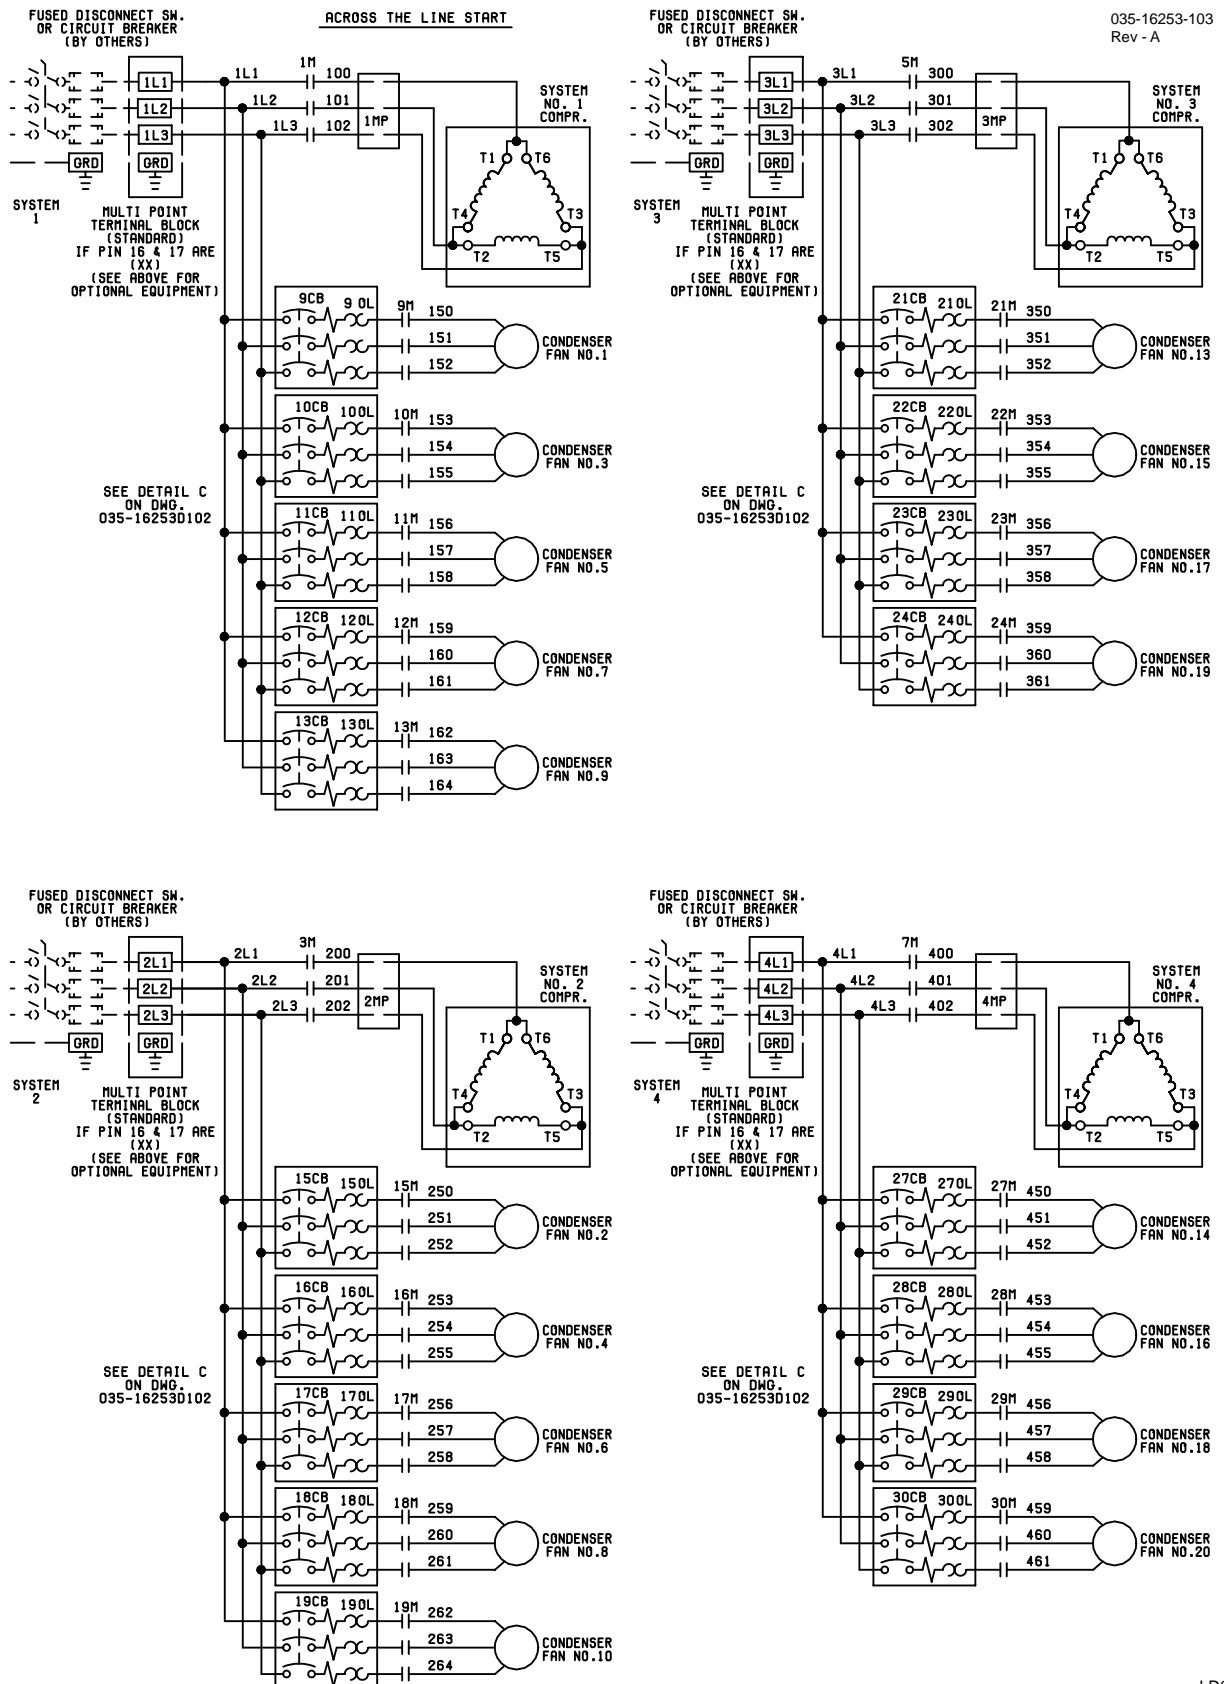 ACROSS THE LINE START
035-16253-103
Rev - A
FUSED DISCONNECT SW.
OR CIRCUIT BREAKER
(BY OTHERS)
1L1
1L2
1L3
GRD
GRD
SYSTEM
1
MULTI POINT
TERMINAL BLOCK
(STANDARD)
IF PIN 16 & 17 ARE
(XX)
(SEE ABOVE FOR
OPTIONAL EQUIPMENT)
1L1
1L2
1L3
1M
100
101
102
1MP
SYSTEM
NO. 1
COMPR.
T1
T6
T4
T3
T2
T5
9CB
9 OL
9M
150
151
152
CONDENSER
FAN NO.1
10CB
10OL
10M
153
154
155
CONDENSER
FAN NO.3
SEE DETAIL C
ON DWG.
035-16253D102
11CB
11OL
11M
156
157
158
CONDENSER
FAN NO.5
12CB
12OL
12M
159
160
161
CONDENSER
FAN NO.7
13CB
13OL
13M
162
163
164
CONDENSER
FAN NO.9
FUSED DISCONNECT SW.
OR CIRCUIT BREAKER
(BY OTHERS)
3L1
3L2
3L3
GRD
GRD
SYSTEM
3
MULTI POINT
TERMINAL BLOCK
(STANDARD)
IF PIN 16 & 17 ARE
(XX)
(SEE ABOVE FOR
OPTIONAL EQUIPMENT)
3L1
3L2
3L3
5M
300
301
302
3MP
SYSTEM
NO. 3
COMPR.
T1
T6
T4
T3
T2
T5
21CB
21OL
21M
350
351
352
CONDENSER
FAN NO.13
22CB
22OL
22M
353
354
355
CONDENSER
FAN NO.15
SEE DETAIL C
ON DWG.
035-16253D102
23CB
23OL
23M
356
357
358
CONDENSER
FAN NO.17
24CB
24OL
24M
359
360
361
CONDENSER
FAN NO.19
FUSED DISCONNECT SW.
OR CIRCUIT BREAKER
(BY OTHERS)
2L1
2L2
2L3
GRD
GRD
SYSTEM
2
MULTI POINT
TERMINAL BLOCK
(STANDARD)
IF PIN 16 & 17 ARE
(XX)
(SEE ABOVE FOR
OPTIONAL EQUIPMENT)
2L1
2L2
2L3
3M
200
201
202
2MP
SYSTEM
NO. 2
COMPR.
T1
T6
T4
T3
T2
T5
15CB
15OL
15M
250
251
252
CONDENSER
FAN NO.2
16CB
16OL
16M
253
254
255
CONDENSER
FAN NO.4
SEE DETAIL C
ON DWG.
035-16253D102
17CB
17OL
17M
256
257
258
CONDENSER
FAN NO.6
18CB
18OL
18M
259
260
261
CONDENSER
FAN NO.8
19CB
19OL
19M
262
263
264
CONDENSER
FAN NO.10
FUSED DISCONNECT SW.
OR CIRCUIT BREAKER
(BY OTHERS)
4L1
4L2
4L3
GRD
GRD
SYSTEM
4
MULTI POINT
TERMINAL BLOCK
(STANDARD)
IF PIN 16 & 17 ARE
(XX)
(SEE ABOVE FOR
OPTIONAL EQUIPMENT)
4L1
4L2
4L3
7M
400
401
402
4MP
SYSTEM
NO. 4
COMPR.
T1
T6
T4
T3
T2
T5
27CB
27OL
27M
450
451
452
CONDENSER
FAN NO.14
28CB
28OL
28M
453
454
455
CONDENSER
FAN NO.16
SEE DETAIL C
ON DWG.
035-16253D102
29CB
29OL
29M
456
457
458
CONDENSER
FAN NO.18
30CB
30OL
30M
459
460
461
CONDENSER
FAN NO.20